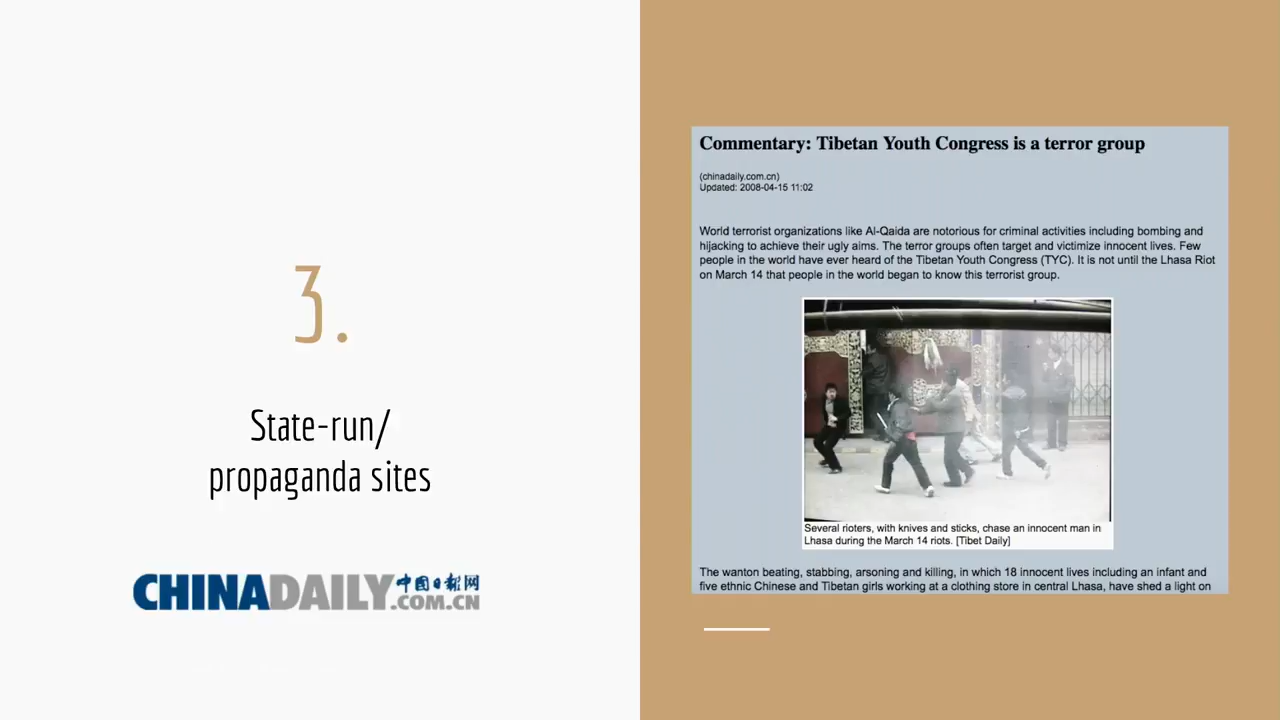 3.
State-run/
propaganda sites
CHINADAILY中国日报网
.COM.CN
Commentary: Tibetan Youth Congress is a terror group
(chinadaily.com.cn)
Updated: 2008-04-15 11:02
World terrorist organizations like Al-Qaida are notorious for criminal activities including bombing and
hijacking to achieve their ugly aims. The terror groups often target and victimize innocent lives. Few
people in the world have ever heard of the Tibetan Youth Congress (TYC). It is not until the Lhasa Riot
on March 14 that people in the world began to know this terrorist group.
Several rioters, with knives and sticks, chase an innocent man in
Lhasa during the March 14 riots. [Tibet Daily]
The wanton beating, stabbing, arsoning and killing, in which 18 innocent lives including an infant and
five ethnic Chinese and Tibetan girls working at a clothing store in central Lhasa, have shed a light on